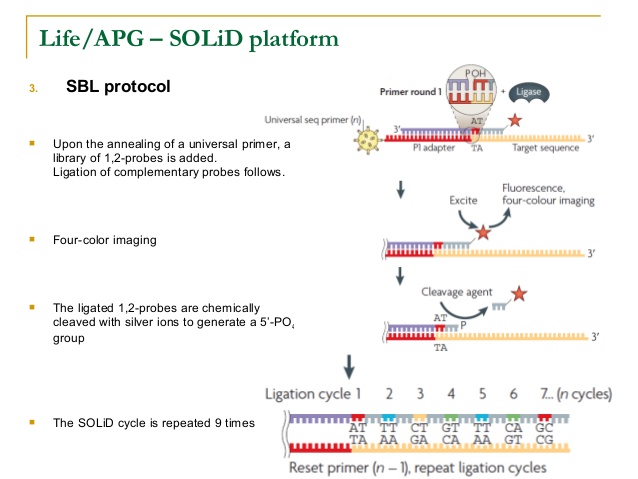 Life/APG – SOLiD platform
3. SBL protocol
Upon the annealing of a universal primer, a
library of 1,2-probes is added.
Ligation of complementary probes follows.
Four-color imaging
The ligated 1,2-probes are chemically
cleaved with silver ions to generate a 5'-PO4
group
The SOLiD cycle is repeated 9 times
POH
Primer round 1
+ Ligase
Universal seq primer (n)
3'
AT
3'
P1 adapter
TA
Target sequence
Excite
Fluorescence,
four-colour imaging
3'
Cleavage agent
AT
P
3'
TA
Ligation cycle 1 2 3 4 5 6 7... (n cycles)
AT TT CT GT TT CA GC
TA AA GA CA AA GT CG
Reset primer (n – 1), repeat ligation cycles